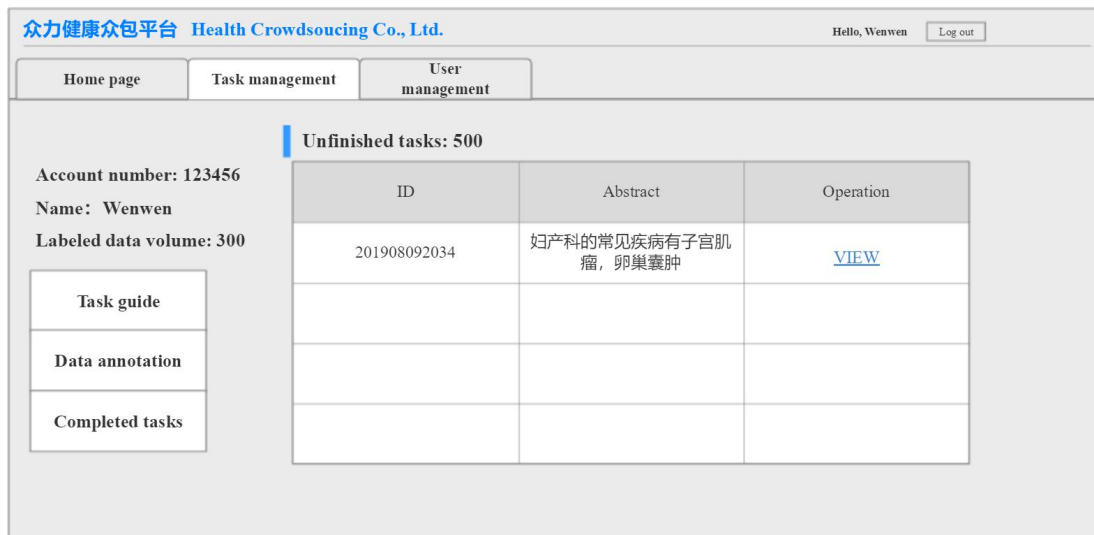 众力健康众包平台 Health Crowdsoucing Co., Ltd.
Hello, Wenwen
Log out
Home page
Task management
User
management
Unfinished tasks: 500
Account number: 123456
Name：Wenwen
Labeled data volume: 300
Task guide
Data annotation
Completed tasks
ID
Abstract
Operation
201908092034
妇产科的常见疾病有子宫肌
瘤，卵巢囊肿
VIEW